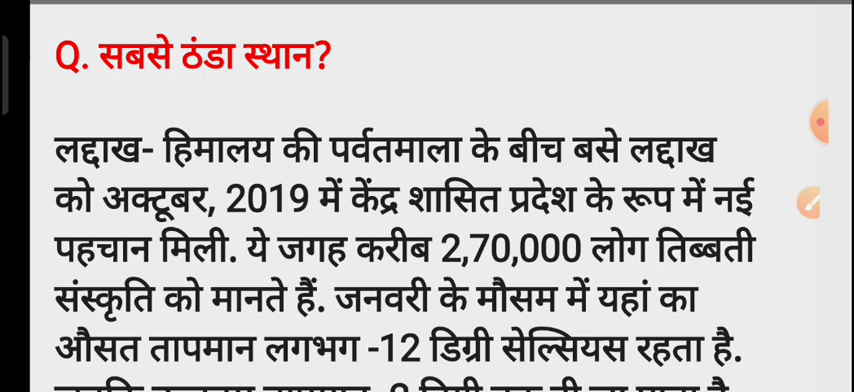 Q. सबसे ठंडा स्थान?
लद्दाख- हिमालय की पर्वतमाला के बीच बसे लद्दाख
को अक्टूबर, 2019 में केंद्र शासित प्रदेश के रूप में नई
पहचान मिली. ये जगह करीब 2,70,000 लोग तिब्बती
संस्कृति को मानते हैं. जनवरी के मौसम में यहां का
औसत तापमान लगभग -12 डिग्री सेल्सियस रहता है.